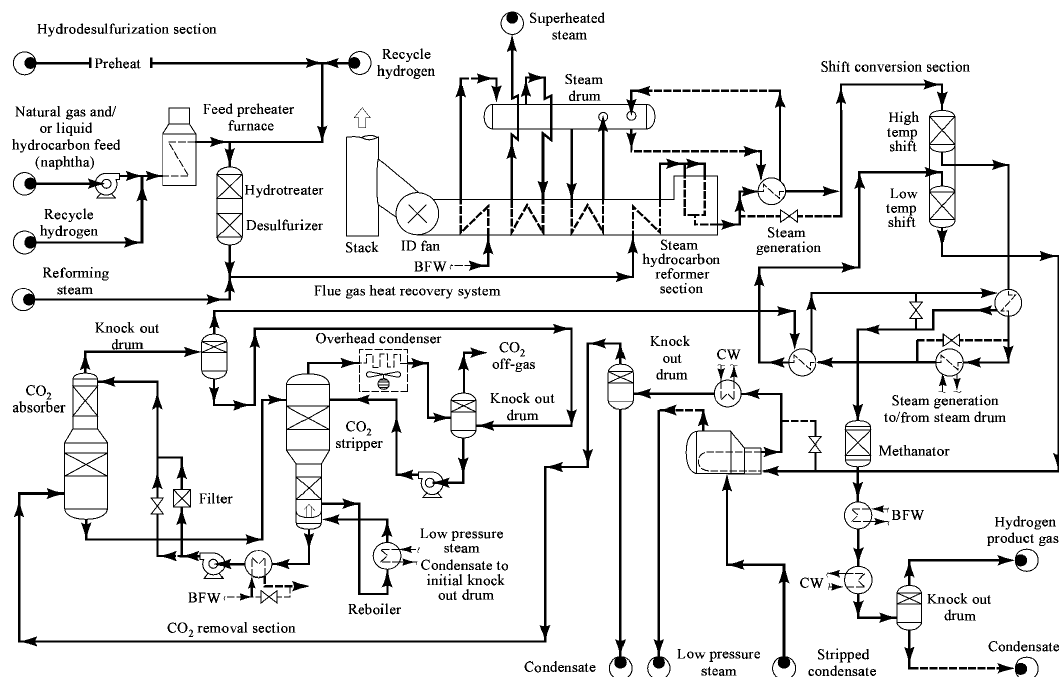 Hydrodesulfurization section
Preheat
Recycle
hydrogen
Natural gas and/
or liquid
hydrocarbon feed
(naphtha)
Feed preheater
furnace
Hydrotreater
Desulfurizer
Recycle
hydrogen
Reforming
steam
Superheated
steam
Steam
drum
Stack
ID fan
BFW
Steam
hydrocarbon
reformer
section
Flue gas heat recovery system
Steam
generation
Shift conversion section
High
temp
shift
Low
temp
shift
Knock out
drum
CO2
absorber
Overhead condenser
CO2
off-gas
Knock out
drum
CO2
stripper
Filter
BFW
Low pressure
steam
Condensate to
initial knock
out drum
Reboiler
CO2 removal section
Knock
out
drum
CW
Steam generation
to/from steam drum
Methanator
BFW
CW
Hydrogen
product gas
Knock out
drum
Condensate
Condensate
Low pressure
steam
Stripped
condensate